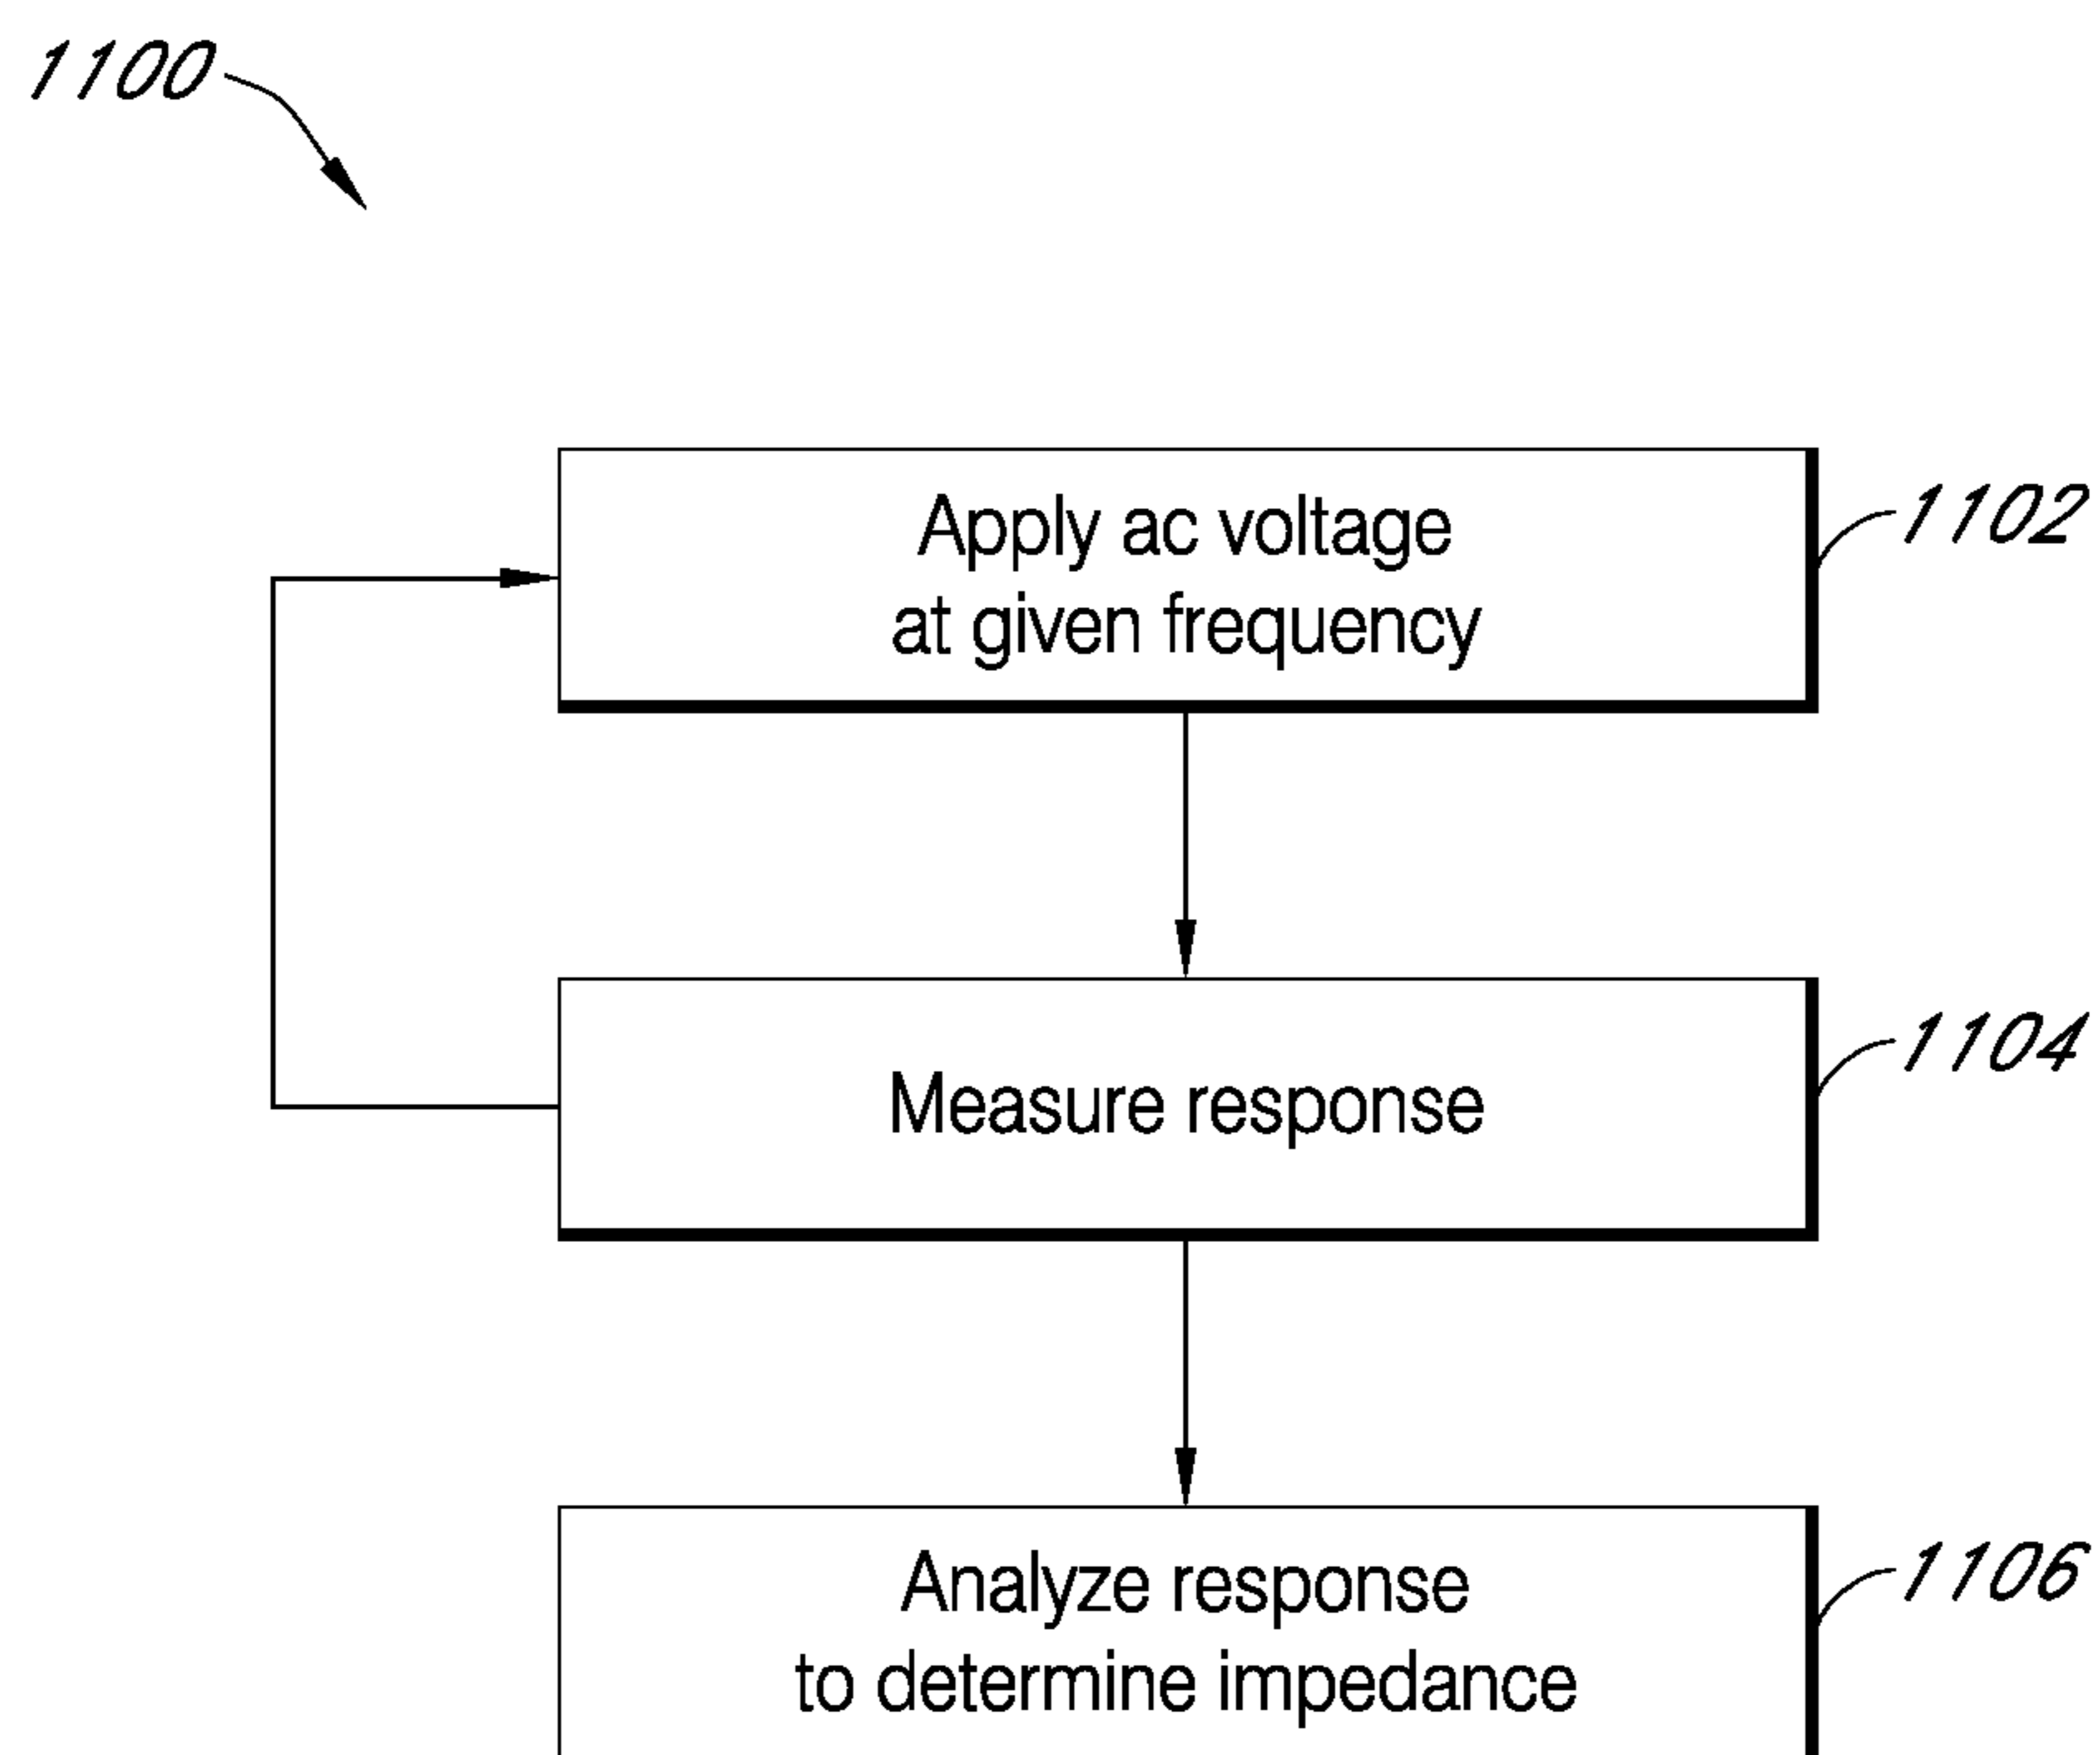 1100
Apply ac voltage
at given frequency
1102
Measure response
1104
Analyze response
to determine impedance
1106